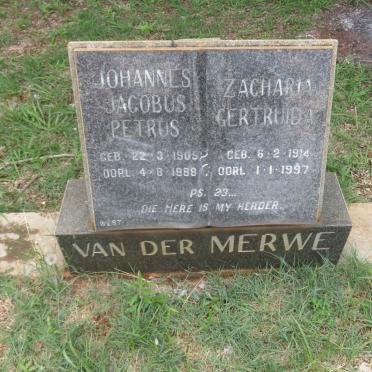 JOHANNES
JACOBUS
PETRUS
GEB. 22-3-1905
OORL 4-8-1988
ZACHARIA
GERTRUIDA
GEB. 6-2-1914
OORL 1-1-1997
PS. 23...
DIE HERE IS MY HERDER
VAN DER MERWE